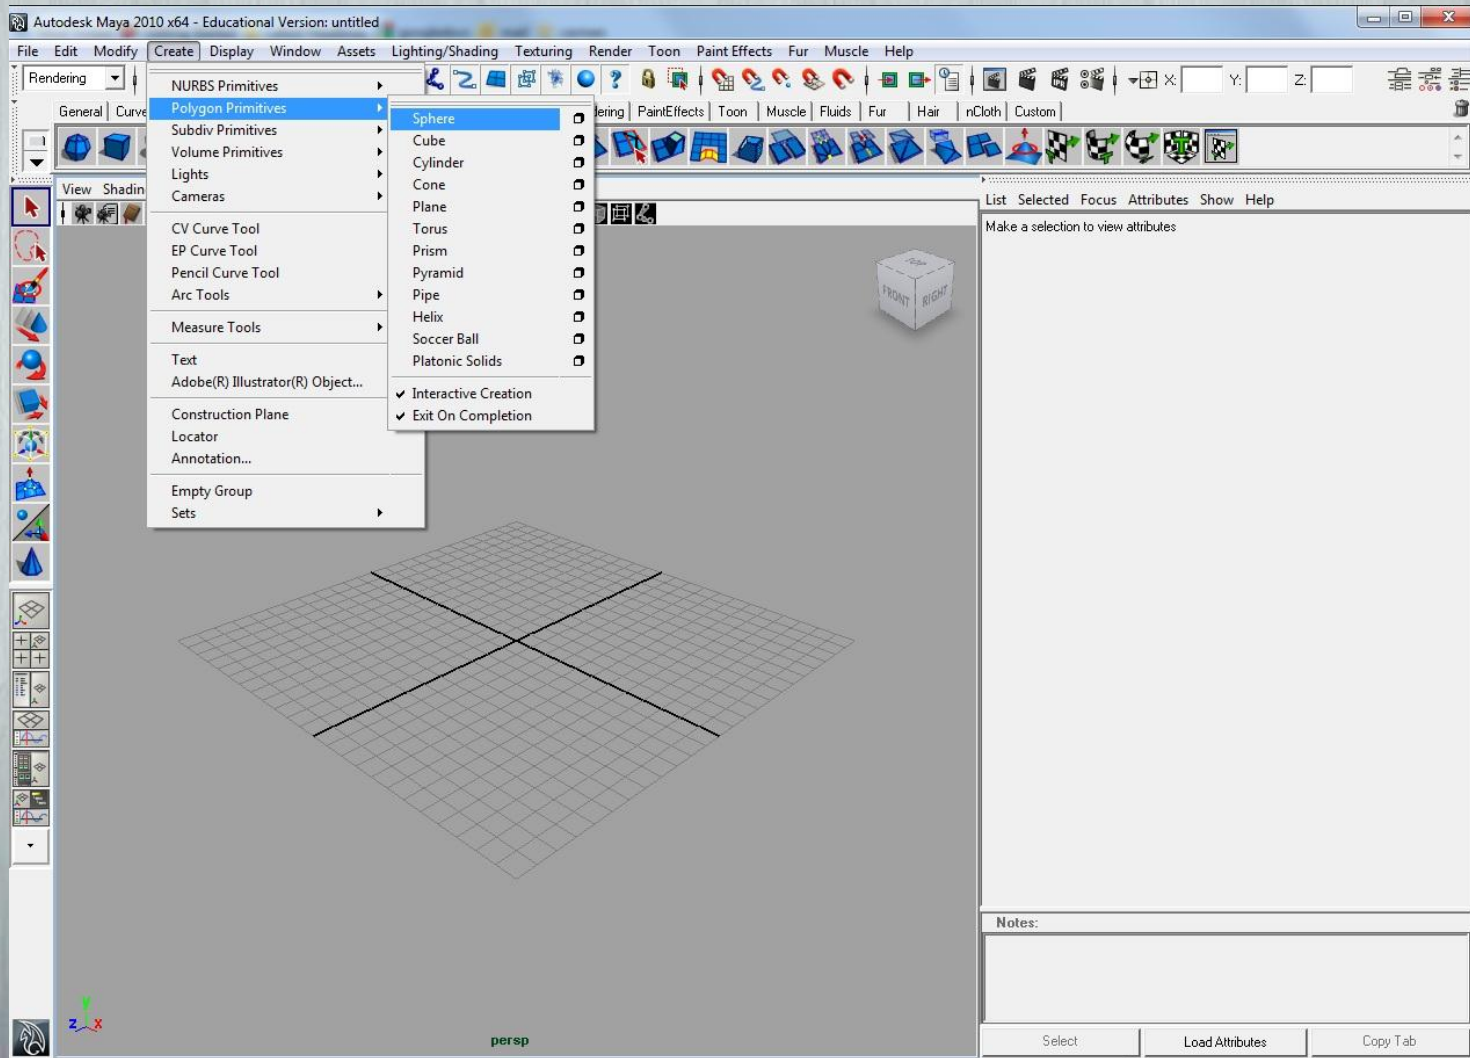 Autodesk Maya 2010 x64 - Educational Version: untitled
File Edit Modify Create Display Window Assets Lighting/Shading Texturing Render Toon Paint Effects Fur Muscle Help
Rendering
X: Y: Z:
General Curve
PaintEffects Toon Muscle Fluids Fur Hair nCloth Custom
NURBS Primitives
Polygon Primitives
Subdiv Primitives
Volume Primitives
Lights
Cameras
CV Curve Tool
EP Curve Tool
Pencil Curve Tool
Arc Tools
Measure Tools
Text
Adobe(R) Illustrator(R) Object...
Construction Plane
Locator
Annotation...
Empty Group
Sets
Sphere
Cube
Cylinder
Cone
Plane
Torus
Prism
Pyramid
Pipe
Helix
Soccer Ball
Platonic Solids
Interactive Creation
Exit On Completion
View Shadin
TOP
FRONT RIGHT
y
z x
persp
List Selected Focus Attributes Show Help
Make a selection to view attributes
Notes:
Select Load Attributes Copy Tab